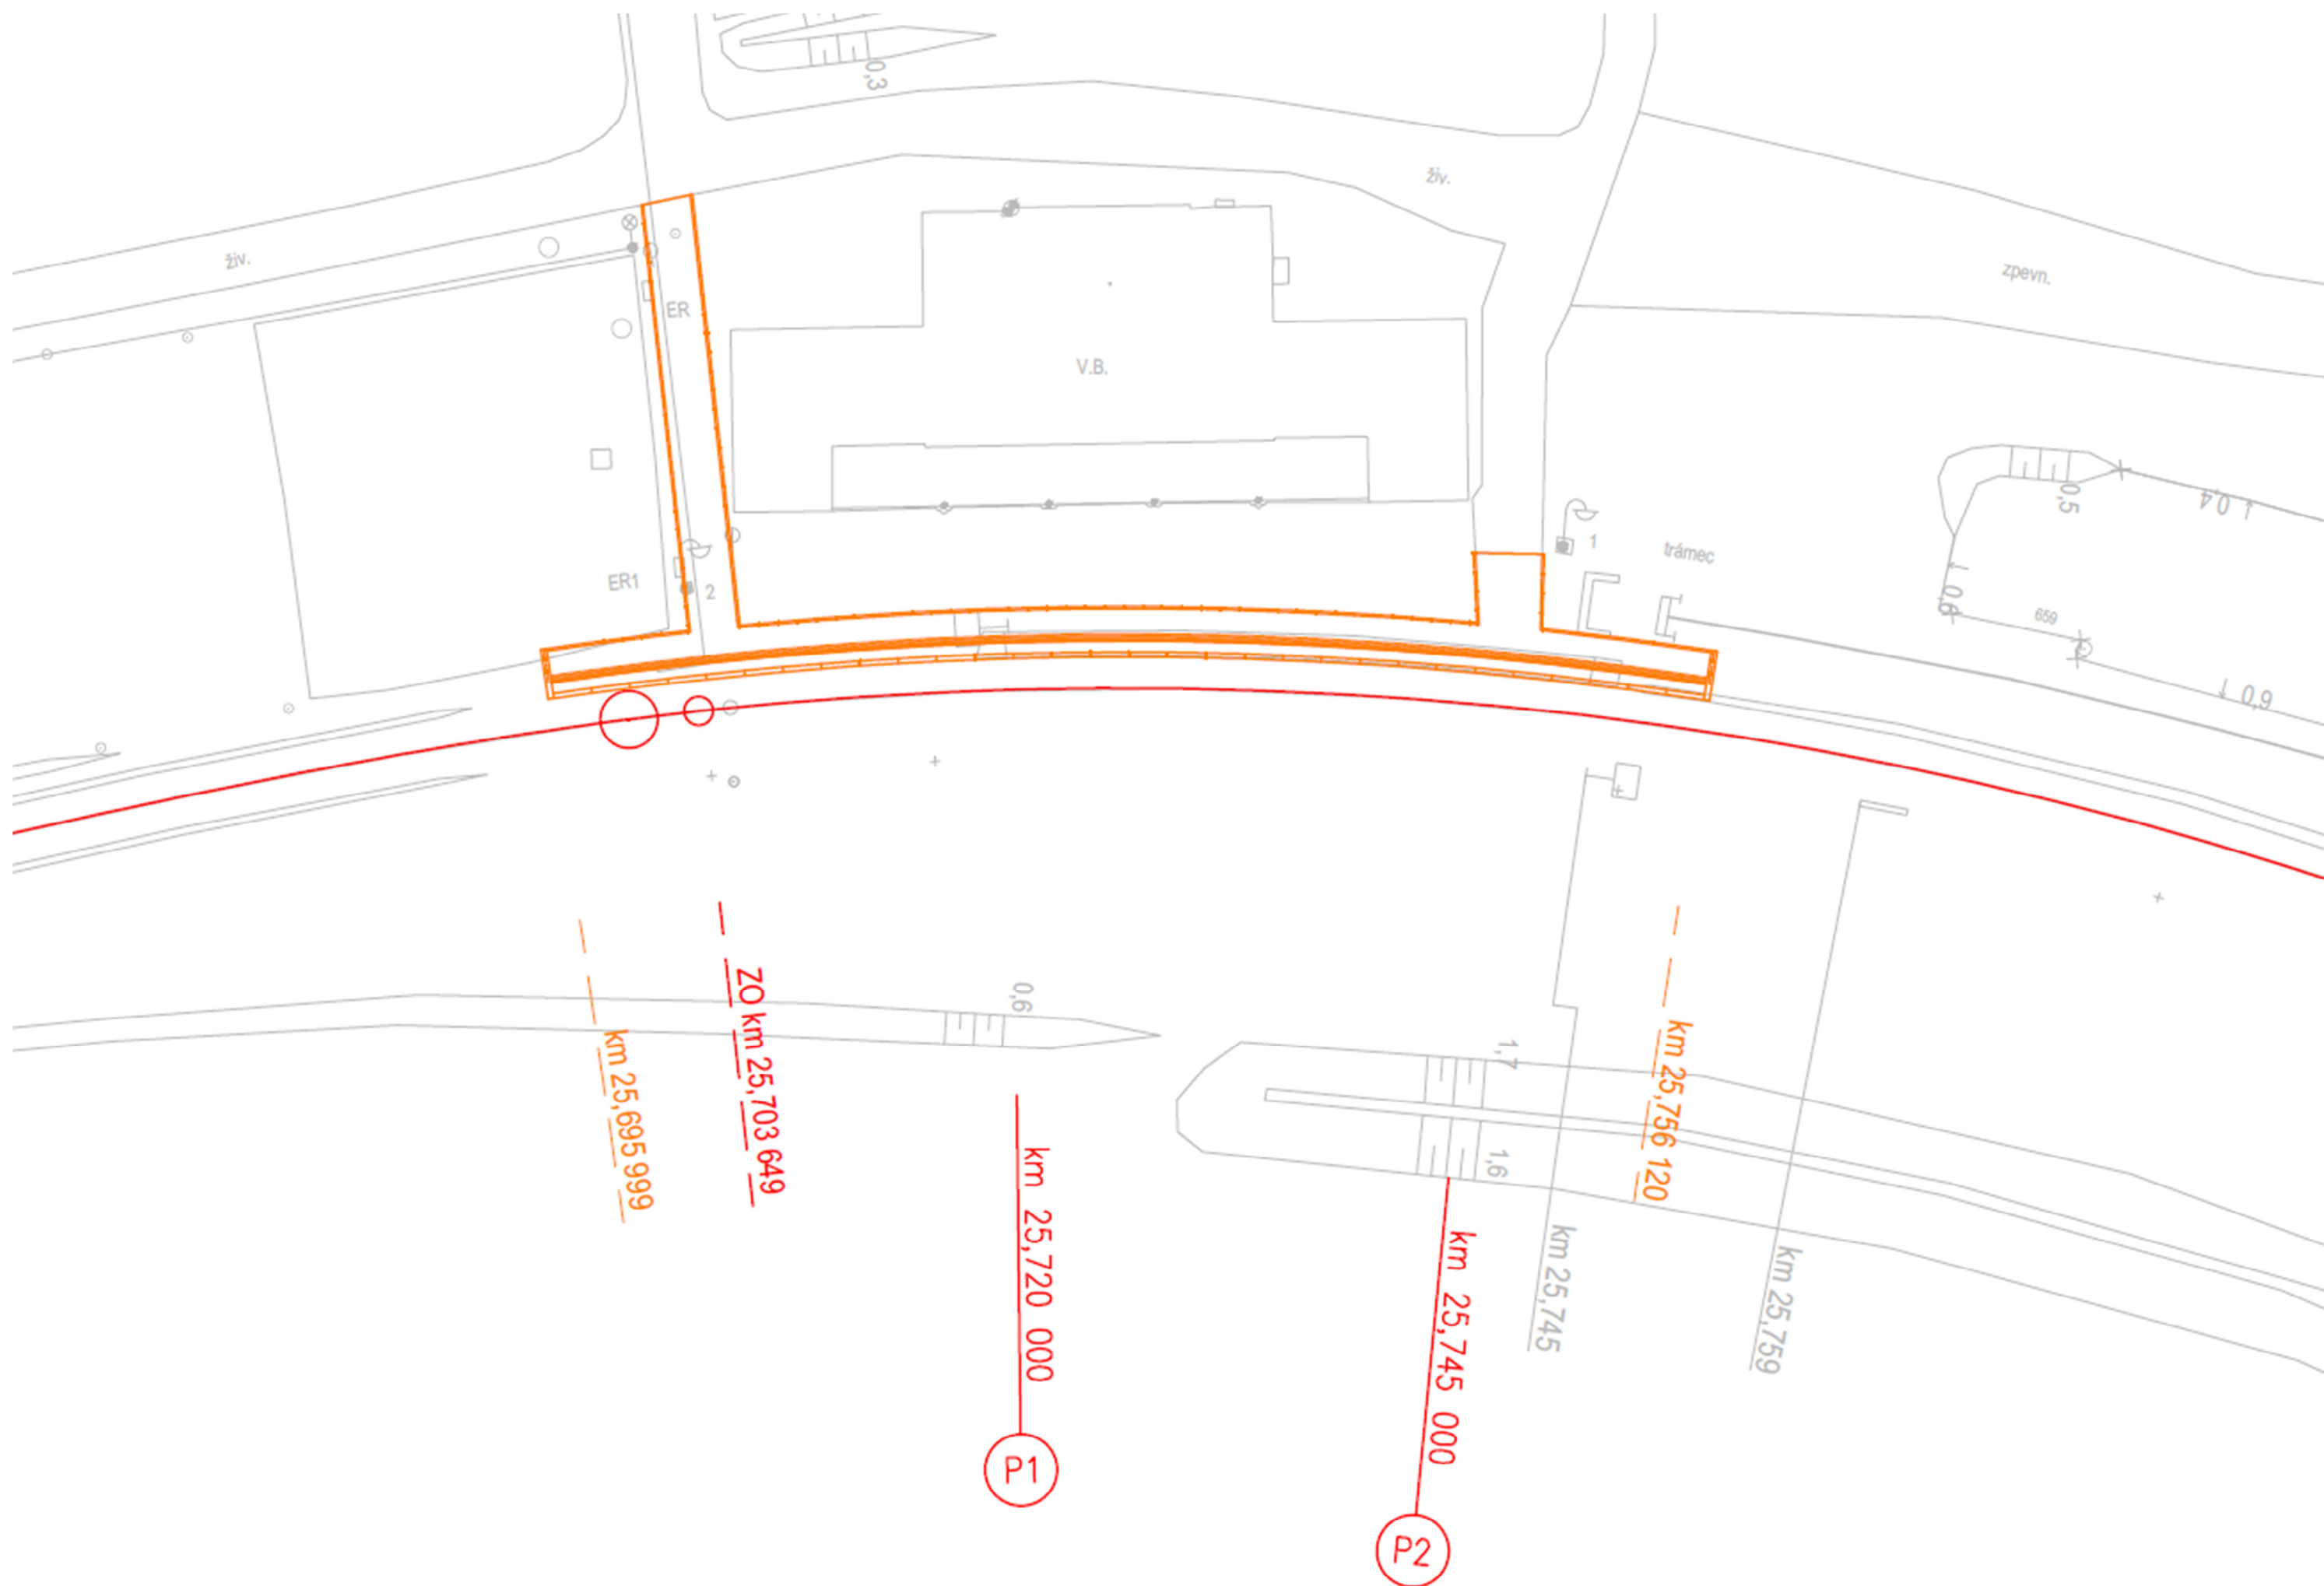 0,3
živ.
živ.
zpevn.
ER
V.B.
0,5
0,4
1
trámec
ER1
2
0,6
659
0,9
0,6
ZO km 25,703 649
km 25,695 999
1,7
km 25,756 120
km 25,720 000
1,6
km 25,745 000
km 25,745
km 25,759
P1
P2